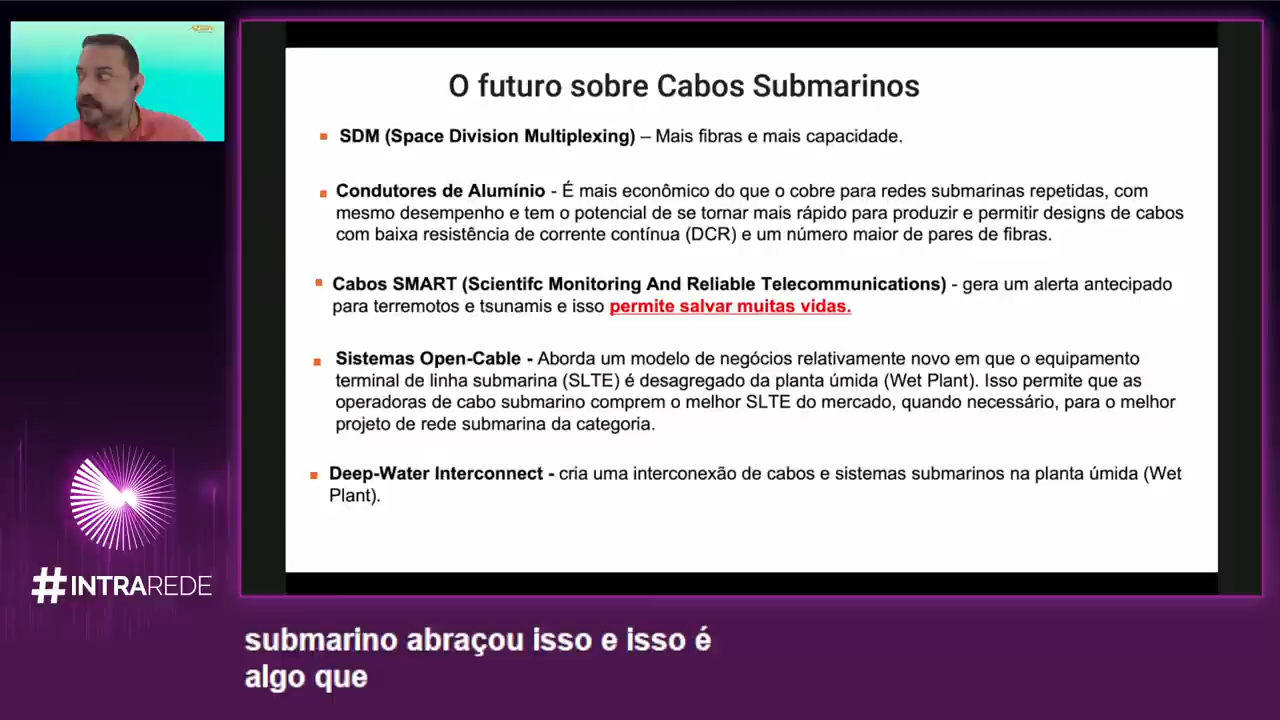 O futuro sobre Cabos Submarinos
▪ SDM (Space Division Multiplexing) – Mais fibras e mais capacidade.
▪ Condutores de Alumínio - É mais econômico do que o cobre para redes submarinas repetidas, com
mesmo desempenho e tem o potencial de se tornar mais rápido para produzir e permitir designs de cabos
com baixa resistência de corrente contínua (DCR) e um número maior de pares de fibras.
▪ Cabos SMART (Scientifc Monitoring And Reliable Telecommunications) - gera um alerta antecipado
para terremotos e tsunamis e isso permite salvar muitas vidas.
▪ Sistemas Open-Cable - Aborda um modelo de negócios relativamente novo em que o equipamento
terminal de linha submarina (SLTE) é desagregado da planta úmida (Wet Plant). Isso permite que as
operadoras de cabo submarino comprem o melhor SLTE do mercado, quando necessário, para o melhor
projeto de rede submarina da categoria.
▪ Deep-Water Interconnect - cria uma interconexão de cabos e sistemas submarinos na planta úmida (Wet
Plant).
#INTRAREDE
submarino abraçou isso e isso é
algo que